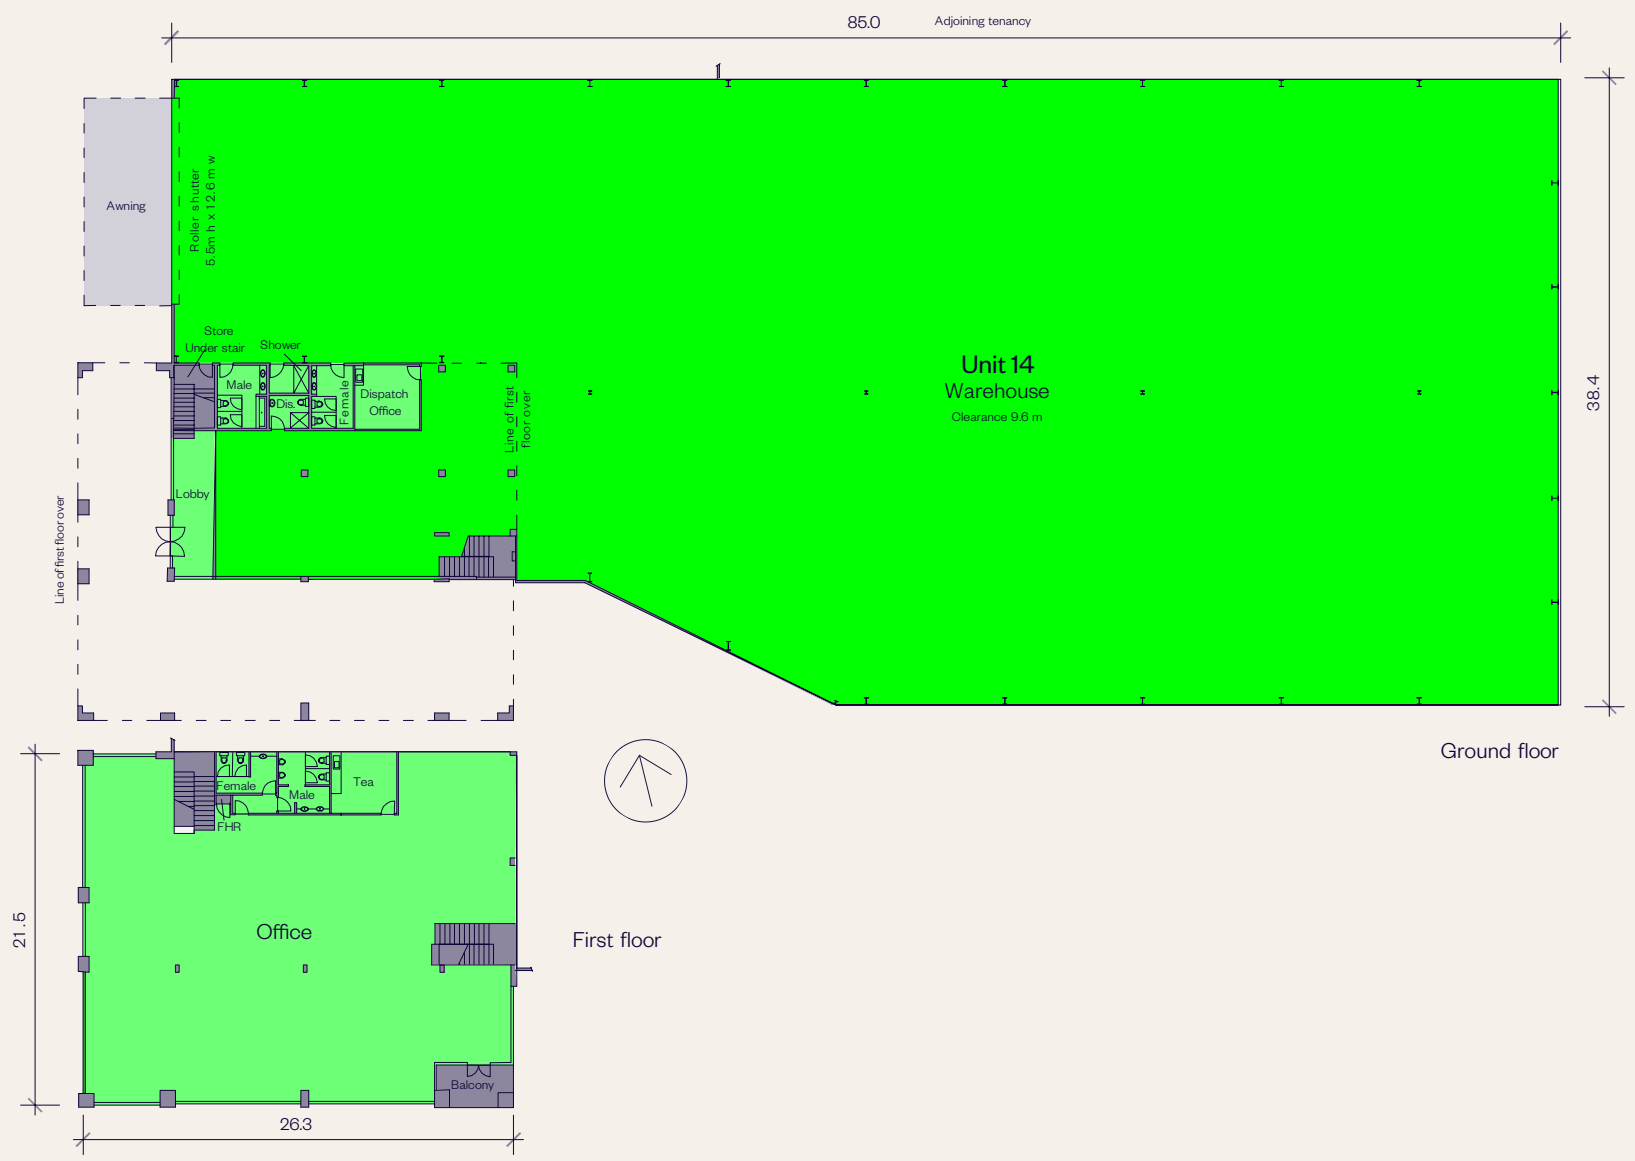 85.0
Adjoining tenancy
Awning
Roller shutter
5.5m h x 12.6 m w
Store
Under stair
Shower
Male
Dis.
Female
Dispatch
Office
Line of first
floor over
Unit 14
Warehouse
Clearance 9.6 m
38.4
Lobby
Line of first floor over
Ground floor
Female
Male
Tea
FHR
Office
First floor
21.5
Balcony
26.3